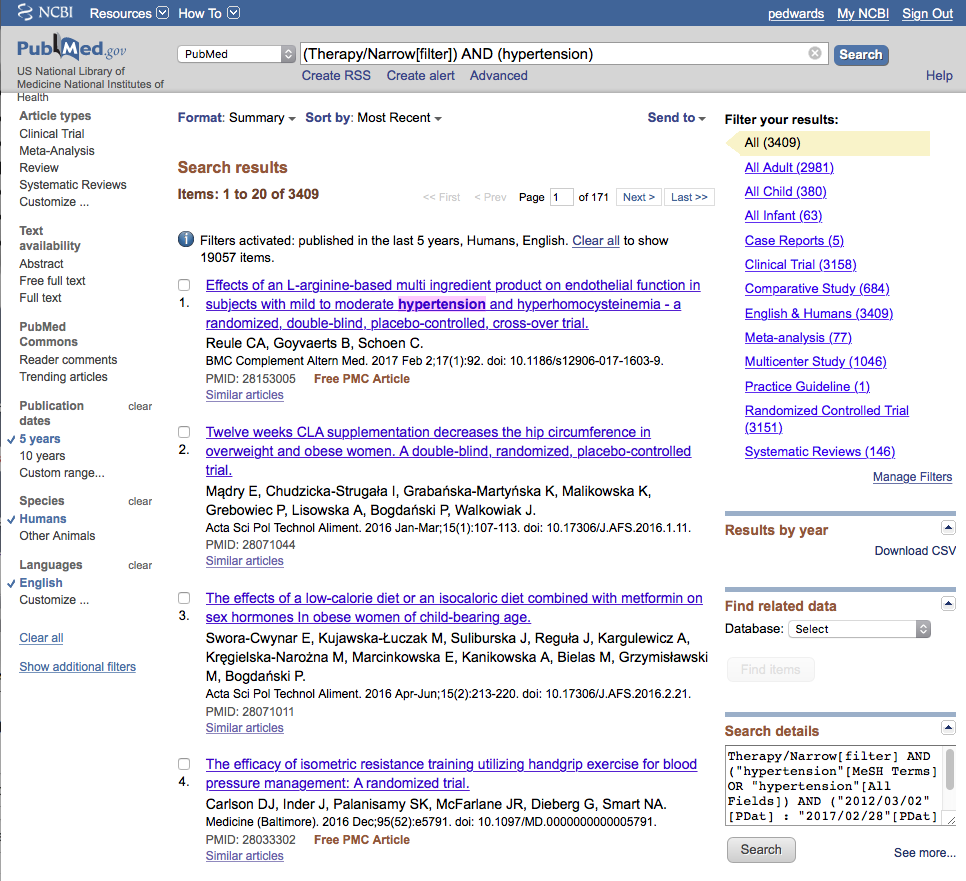 NCBI Resources How To pedwards My NCBI Sign Out
PubMed.gov
US National Library of
Medicine National Institutes of
Health
PubMed (Therapy/Narrow[filter]) AND (hypertension) Search
Create RSS Create alert Advanced Help
Article types
Clinical Trial
Meta-Analysis
Review
Systematic Reviews
Customize ...
Text
availability
Abstract
Free full text
Full text
PubMed
Commons
Reader comments
Trending articles
Publication clear
dates
5 years
10 years
Custom range...
Species clear
Humans
Other Animals
Languages clear
English
Customize ...
Clear all
Show additional filters
Format: Summary Sort by: Most Recent Send to
Search results
Items: 1 to 20 of 3409
<< First < Prev Page 1 of 171 Next > Last >>
Filters activated: published in the last 5 years, Humans, English. Clear all to show
19057 items.
Effects of an L-arginine-based multi ingredient product on endothelial function in
1. subjects with mild to moderate hypertension and hyperhomocysteinemia - a
randomized, double-blind, placebo-controlled, cross-over trial.
Reule CA, Goyvaerts B, Schoen C.
BMC Complement Altern Med. 2017 Feb 2;17(1):92. doi: 10.1186/s12906-017-1603-9.
PMID: 28153005 Free PMC Article
Similar articles
Twelve weeks CLA supplementation decreases the hip circumference in
2. overweight and obese women. A double-blind, randomized, placebo-controlled
trial.
Mądry E, Chudzicka-Strugała I, Grabańska-Martyńska K, Malikowska K,
Grebowiec P, Lisowska A, Bogdański P, Walkowiak J.
Acta Sci Pol Technol Aliment. 2016 Jan-Mar;15(1):107-113. doi: 10.17306/J.AFS.2016.1.11.
PMID: 28071044
Similar articles
The effects of a low-calorie diet or an isocaloric diet combined with metformin on
3. sex hormones In obese women of child-bearing age.
Swora-Cwynar E, Kujawska-Łuczak M, Suliburska J, Reguła J, Kargulewicz A,
Kręgielska-Narożna M, Marcinkowska E, Kanikowska A, Bielas M, Grzymisławski
M, Bogdański P.
Acta Sci Pol Technol Aliment. 2016 Apr-Jun;15(2):213-220. doi: 10.17306/J.AFS.2016.2.21.
PMID: 28071011
Similar articles
The efficacy of isometric resistance training utilizing handgrip exercise for blood
4. pressure management: A randomized trial.
Carlson DJ, Inder J, Palanisamy SK, McFarlane JR, Dieberg G, Smart NA.
Medicine (Baltimore). 2016 Dec;95(52):e5791. doi: 10.1097/MD.0000000000005791.
PMID: 28033302 Free PMC Article
Similar articles
Filter your results:
All (3409)
All Adult (2981)
All Child (380)
All Infant (63)
Case Reports (5)
Clinical Trial (3158)
Comparative Study (684)
English & Humans (3409)
Meta-analysis (77)
Multicenter Study (1046)
Practice Guideline (1)
Randomized Controlled Trial
(3151)
Systematic Reviews (146)
Manage Filters
Results by year
Download CSV
Find related data
Database: Select
Find items
Search details
Therapy/Narrow[filter] AND
("hypertension"[MeSH Terms]
OR "hypertension"[All
Fields]) AND ("2012/03/02"
[PDat] : "2017/02/28"[PDat]
Search See more...